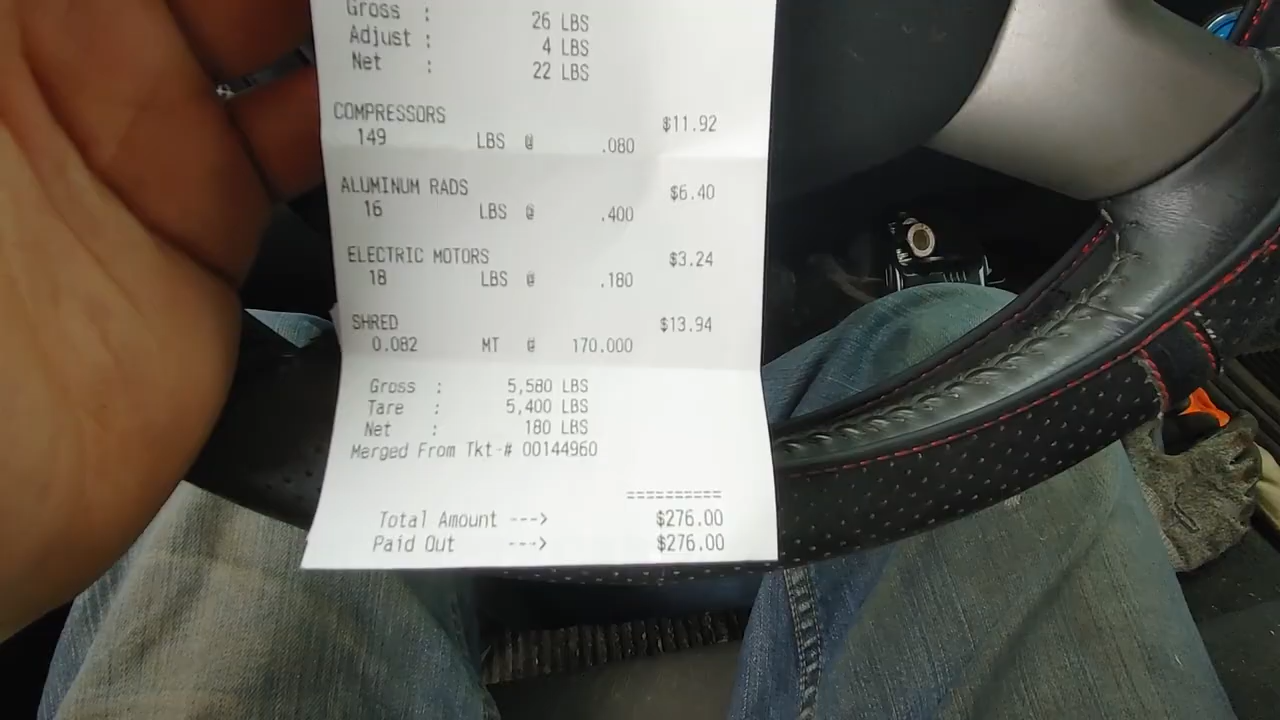 Gross : 26 LBS
Adjust : 4 LBS
Net : 22 LBS
COMPRESSORS $11.92
149 LBS @ .080
ALUMINUM RADS $6.40
16 LBS @ .400
ELECTRIC MOTORS $3.24
18 LBS @ .180
SHRED $13.94
0.082 MT @ 170.000
Gross : 5,580 LBS
Tare : 5,400 LBS
Net : 180 LBS
Merged From Tkt-# 00144960
==========
Total Amount ---> $276.00
Paid Out ---> $276.00